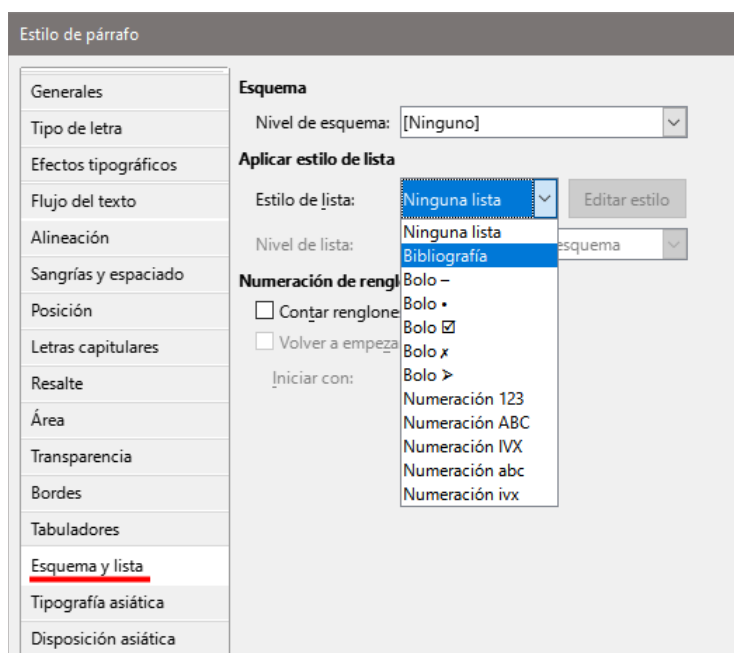 Estilo de párrafo
Generales
Tipo de letra
Efectos tipográficos
Flujo del texto
Alineación
Sangrías y espaciado
Posición
Letras capitulares
Resalte
Área
Transparencia
Bordes
Tabuladores
Esquema y lista
Tipografía asiática
Disposición asiática
Esquema
Nivel de esquema: [Ninguno]
Aplicar estilo de lista
Estilo de lista: Ninguna lista Editar estilo
Nivel de lista: esquema
Ninguna lista
Bibliografía
Bolo –
Bolo •
Bolo ☑
Bolo ✗
Bolo ➢
Numeración 123
Numeración ABC
Numeración IVX
Numeración abc
Numeración ivx
Numeración de rengl
Contar renglone
Volver a empeza
Iniciar con: